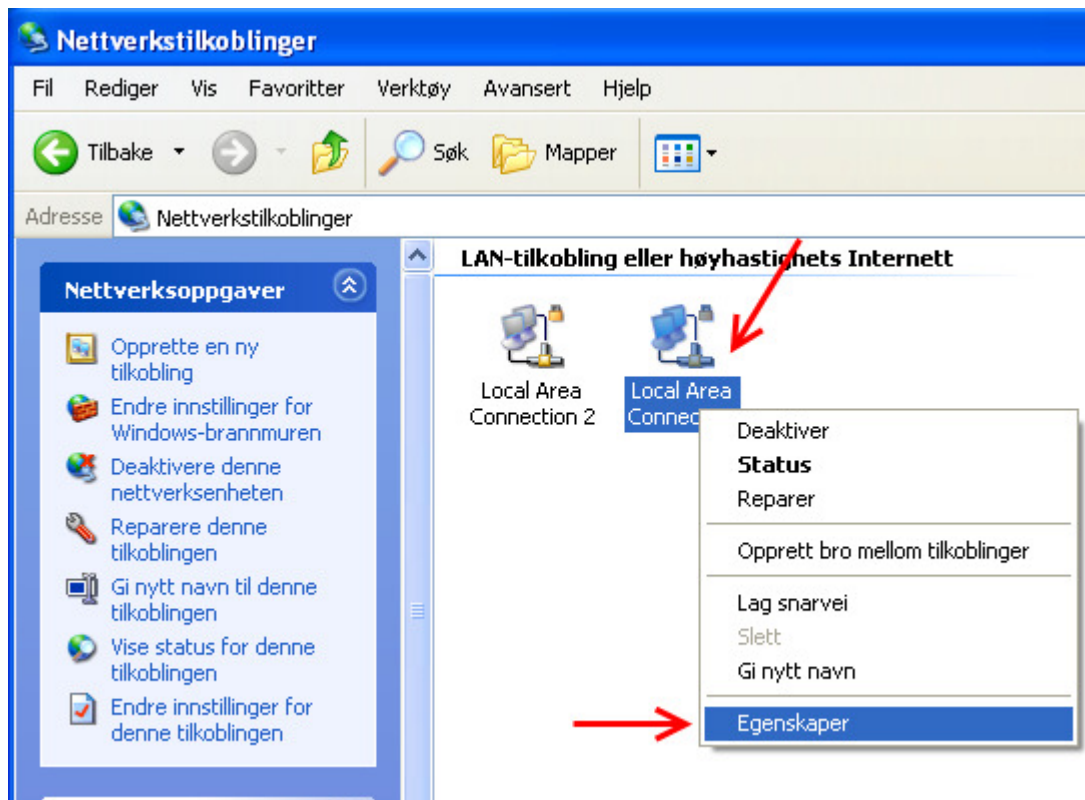 Nettverkstilkoblinger
Fil Rediger Vis Favoritter Verktøy Avansert Hjelp
Tilbake Søk Mapper
Adresse Nettverkstilkoblinger
Nettverksoppgaver
Opprette en ny
tilkobling
Endre innstillinger for
Windows-brannmuren
Deaktivere denne
nettverksenheten
Reparere denne
tilkoblingen
Gi nytt navn til denne
tilkoblingen
Vise status for denne
tilkoblingen
Endre innstillinger for
denne tilkoblingen
LAN-tilkobling eller høyhastighets Internett
Local Area
Connection 2
Local Area
Connec
Deaktiver
Status
Reparer
Opprett bro mellom tilkoblinger
Lag snarvei
Slett
Gi nytt navn
Egenskaper